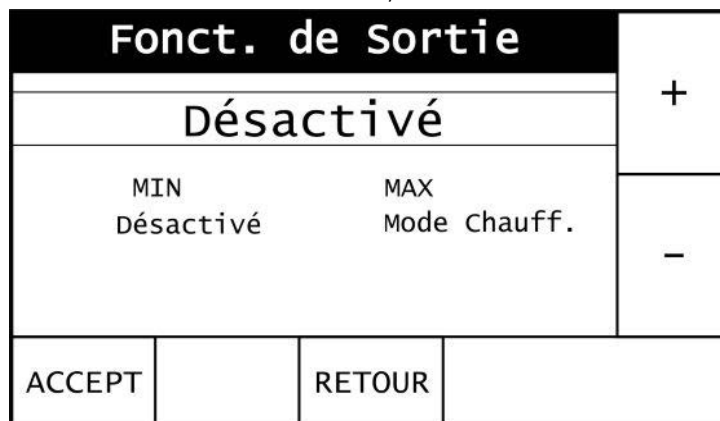 Fonct. de Sortie
+
Désactivé
MIN MAX
Désactivé Mode Chauff.
-
ACCEPT RETOUR